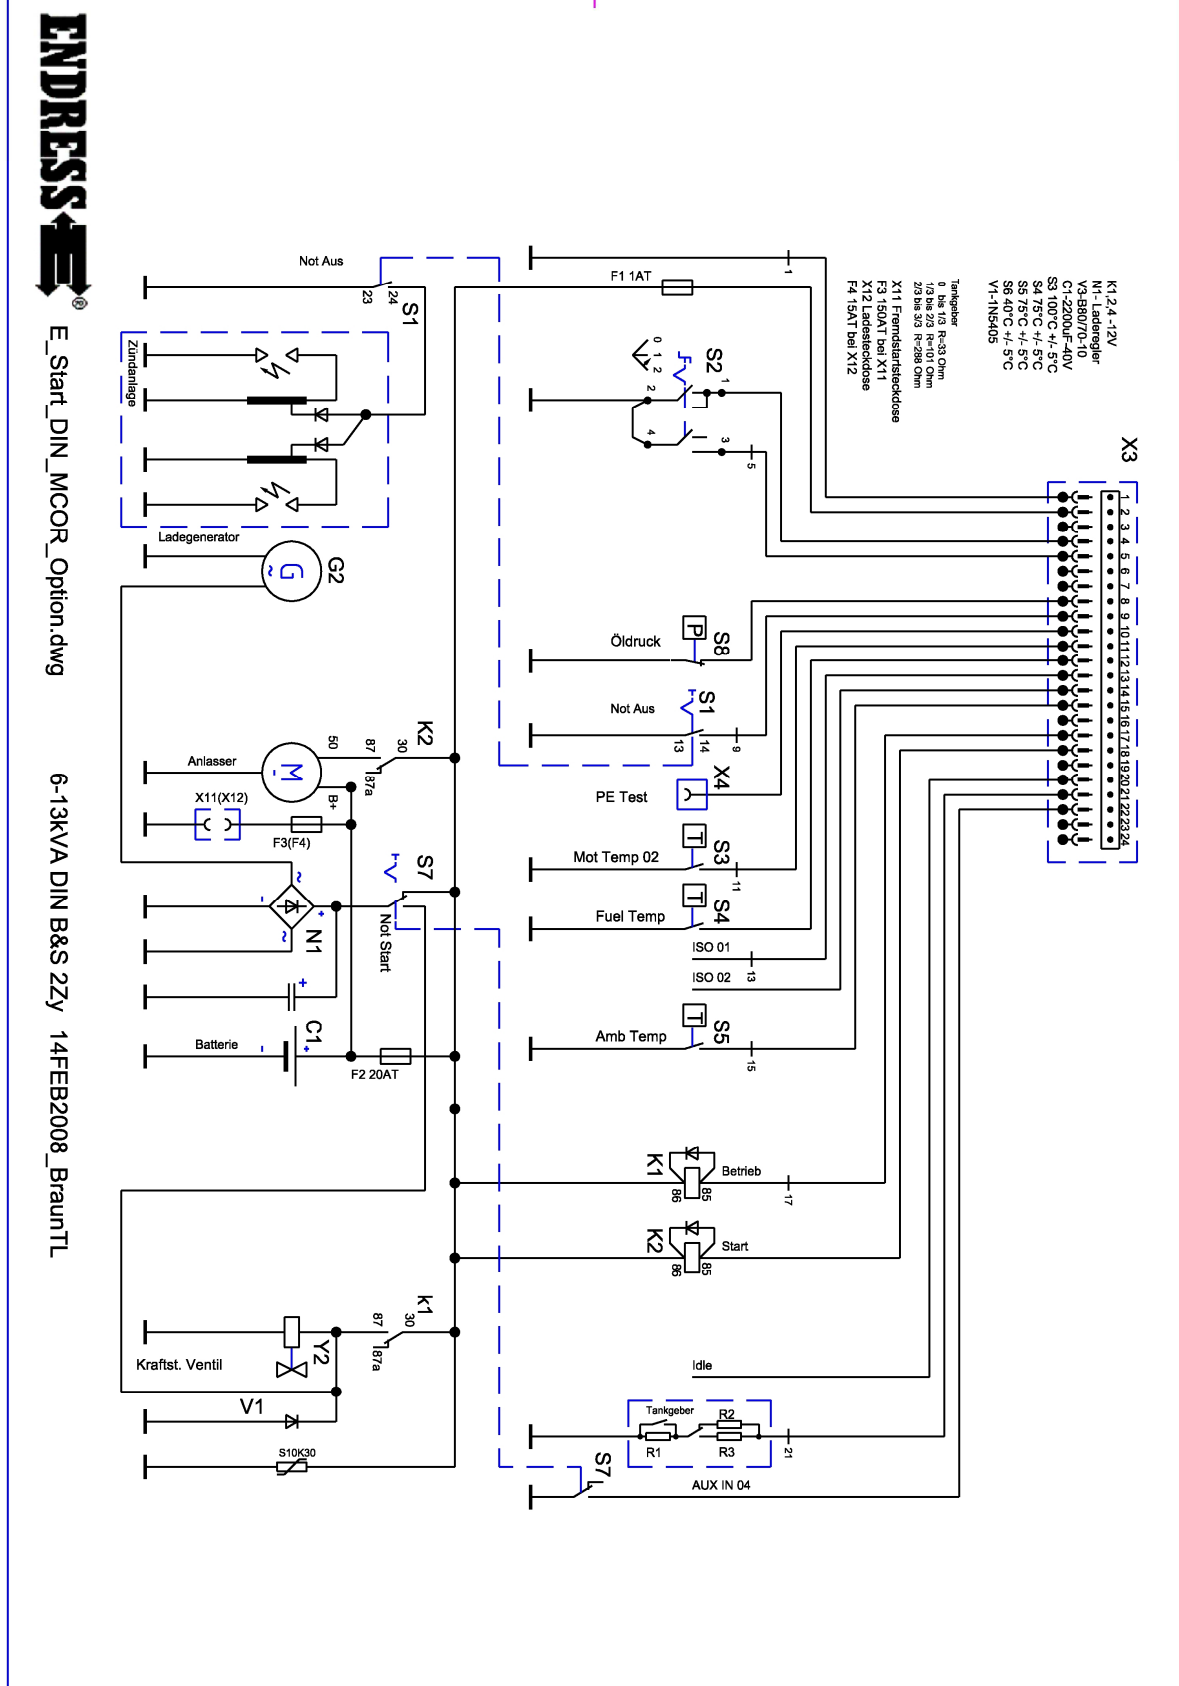 ENDRESS E
®
E_Start_DIN_MCOR_Option.dwg 6-13kVA DIN B&S 2Zy 14FEB2008_BraunTL
K1,2,4 -12V
N1- Laderegler
V3-B80/70-10
C1-2200uF-40V
S3 100°C +/- 5°C
S4 75°C +/- 5°C
S5 75°C +/- 5°C
S6 40°C +/- 5°C
V1-1N5405
Tankgeber
0 bis 1/3 R=33 Ohm
1/3 bis 2/3 R=101 Ohm
2/3 bis 3/3 R=288 Ohm
X11 Fremdstartsteckdose
F3 150AT bei X11
X12 Ladesteckdose
F4 15AT bei X12
X3
1
2
3
4
5
6
7
8
9
10
11
12
13
14
15
16
17
18
19
20
21
22
23
24
1
F1 1AT
Not Aus
23
24
S1
S2
0
1
2
1
2
3
4
5
Zündanlage
Ladegenerator
G2
G
~
Öldruck
P
S8
Not Aus
S1
13
14
9
X4
PE Test
K2
30
87
87a
50
Anlasser
M
-
B+
X11(X12)
F3(F4)
Mot Temp 02
T
S3
11
Fuel Temp
T
S4
S7
Not Start
N1
~
~
-
+
ISO 01
13
ISO 02
+
C1
Batterie
-
+
F2 20AT
Amb Temp
T
S5
15
K1
86
85
Betrieb
17
K2
86
85
Start
k1
30
87
87a
Y2
Kraftst. Ventil
V1
S10K30
Idle
Tankgeber
R1
R2
R3
21
S7
AUX IN 04